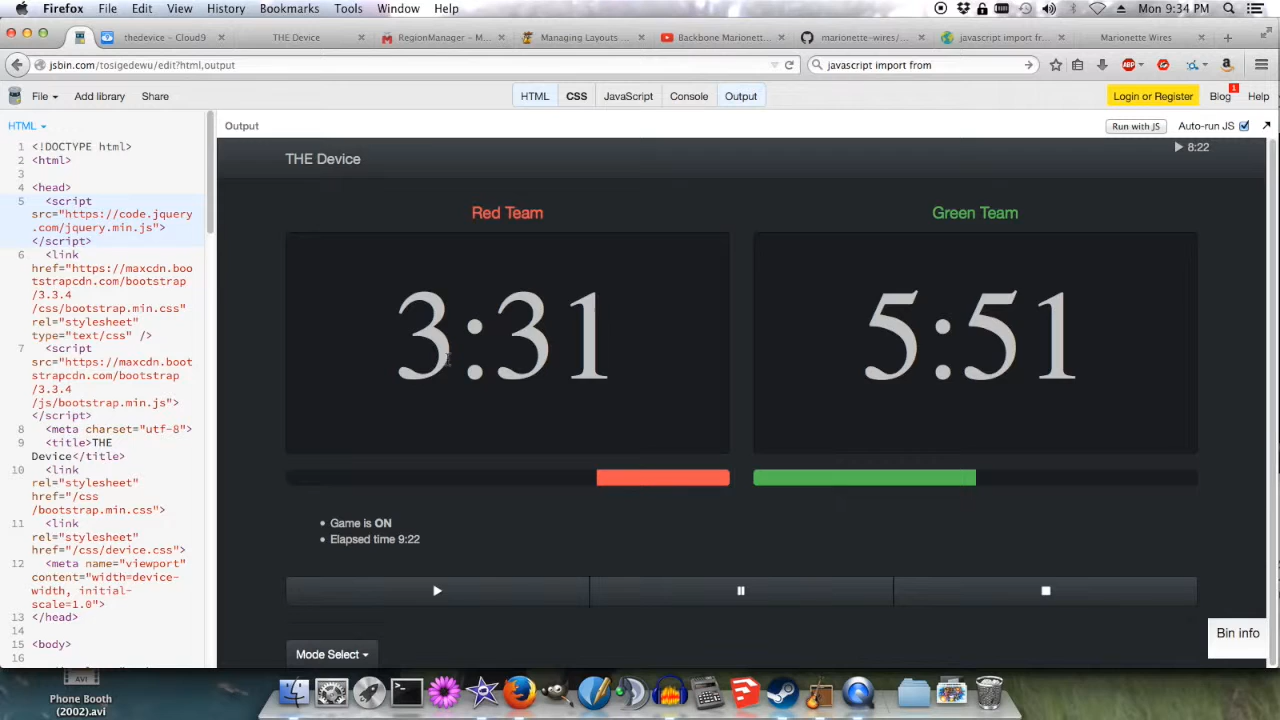 Firefox File Edit View History Bookmarks Tools Window Help Mon 9:34 PM
thedevice – Cloud9 THE Device RegionManager – M... Managing Layouts ... Backbone Marionett... marionette-wires/... javascript import fr... Marionette Wires
jsbin.com/tosigedewu/edit?html,output javascript import from
File Add library Share HTML CSS JavaScript Console Output Login or Register Blog 1 Help
HTML Output Run with JS Auto-run JS
1 <!DOCTYPE html>
2 <html>
3
4 <head>
5 <script
src="https://code.jquery
.com/jquery.min.js">
</script>
6 <link
href="https://maxcdn.boo
tstrapcdn.com/bootstrap
/3.3.4
/css/bootstrap.min.css"
rel="stylesheet"
type="text/css" />
7 <script
src="https://maxcdn.boot
strapcdn.com/bootstrap
/3.3.4
/js/bootstrap.min.js">
</script>
8 <meta charset="utf-8">
9 <title>THE
Device</title>
10 <link
rel="stylesheet"
href="/css
/bootstrap.min.css">
11 <link
rel="stylesheet"
href="/css/device.css">
12 <meta name="viewport"
content="width=device-
width, initial-
scale=1.0">
13 </head>
14
15 <body>
16
THE Device 8:22
Red Team Green Team
3:31 5:51
Game is ON
Elapsed time 9:22
Mode Select
Bin info
Phone Booth
(2002).avi
AVI